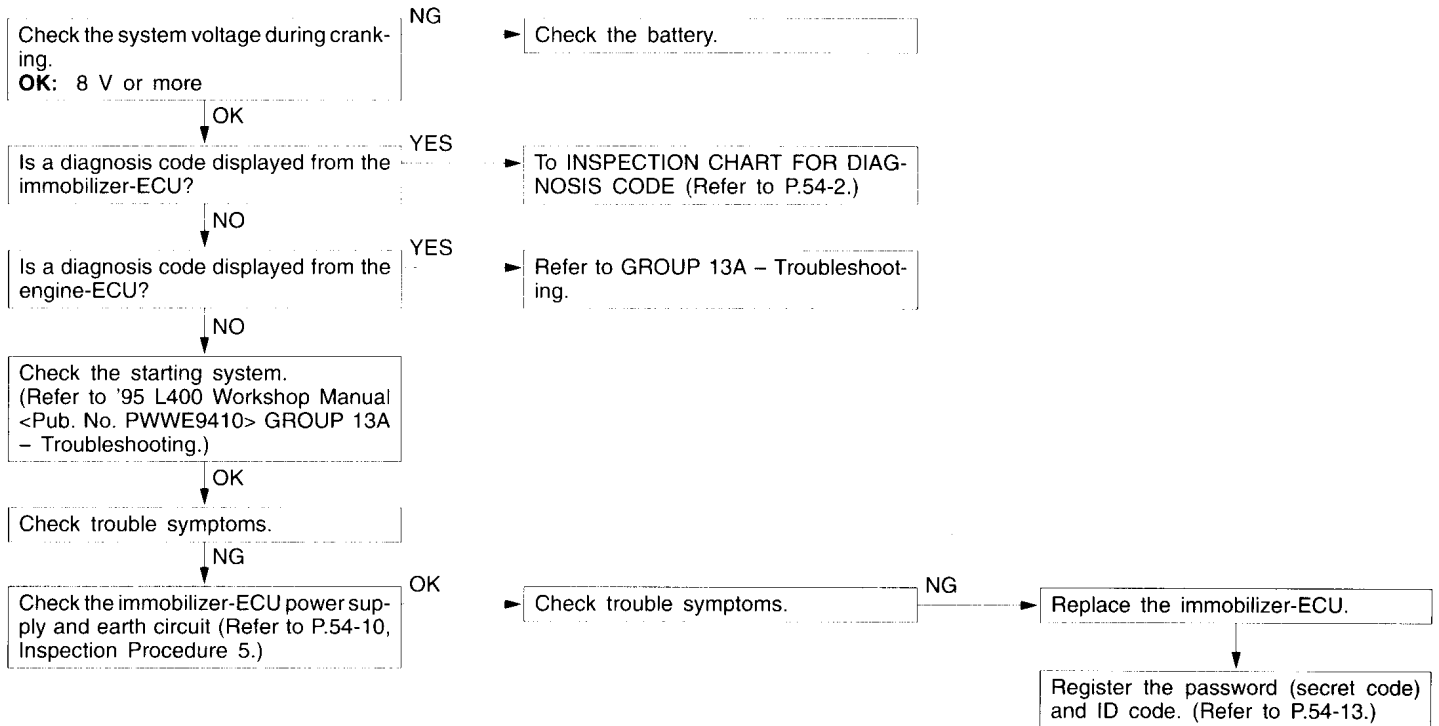 Check the system voltage during crank-
ing.
OK: 8 V or more
NG
Check the battery.
OK
Is a diagnosis code displayed from the
immobilizer-ECU?
YES
To INSPECTION CHART FOR DIAG-
NOSIS CODE (Refer to P.54-2.)
NO
Is a diagnosis code displayed from the
engine-ECU?
YES
Refer to GROUP 13A – Troubleshoot-
ing.
NO
Check the starting system.
(Refer to '95 L400 Workshop Manual
<Pub. No. PWWE9410> GROUP 13A
– Troubleshooting.)
OK
Check trouble symptoms.
NG
Check the immobilizer-ECU power sup-
ply and earth circuit (Refer to P.54-10,
Inspection Procedure 5.)
OK
Check trouble symptoms.
NG
Replace the immobilizer-ECU.
Register the password (secret code)
and ID code. (Refer to P.54-13.)